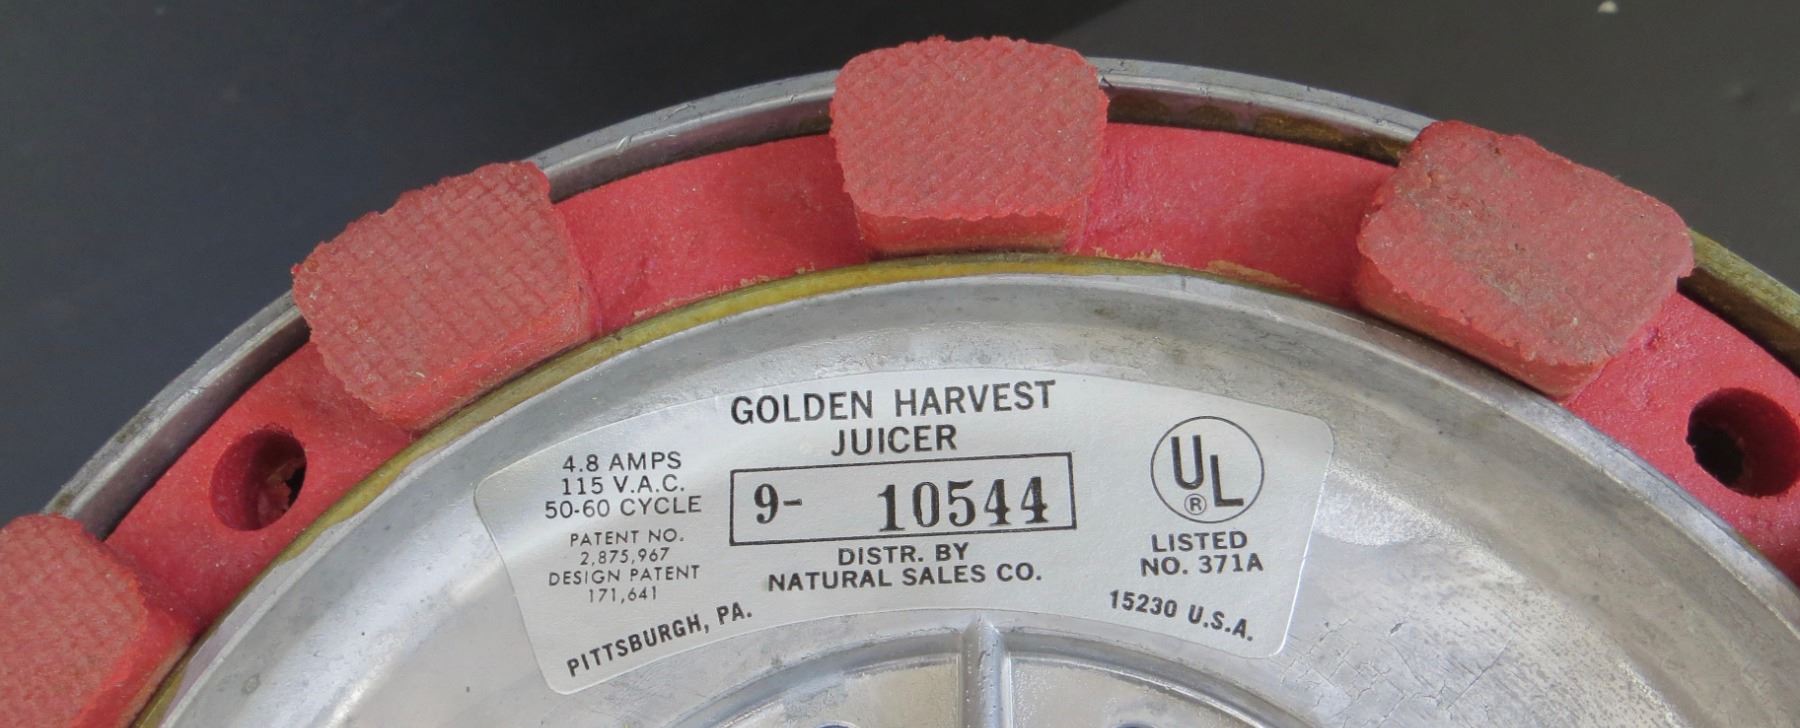 GOLDEN HARVEST
JUICER
4.8 AMPS
115 V.A.C.
50-60 CYCLE
PATENT NO.
2,875,967
DESIGN PATENT
171,641
9- 10544
DISTR. BY
NATURAL SALES CO.
UL
®
LISTED
NO. 371A
PITTSBURGH, PA.
15230 U.S.A.